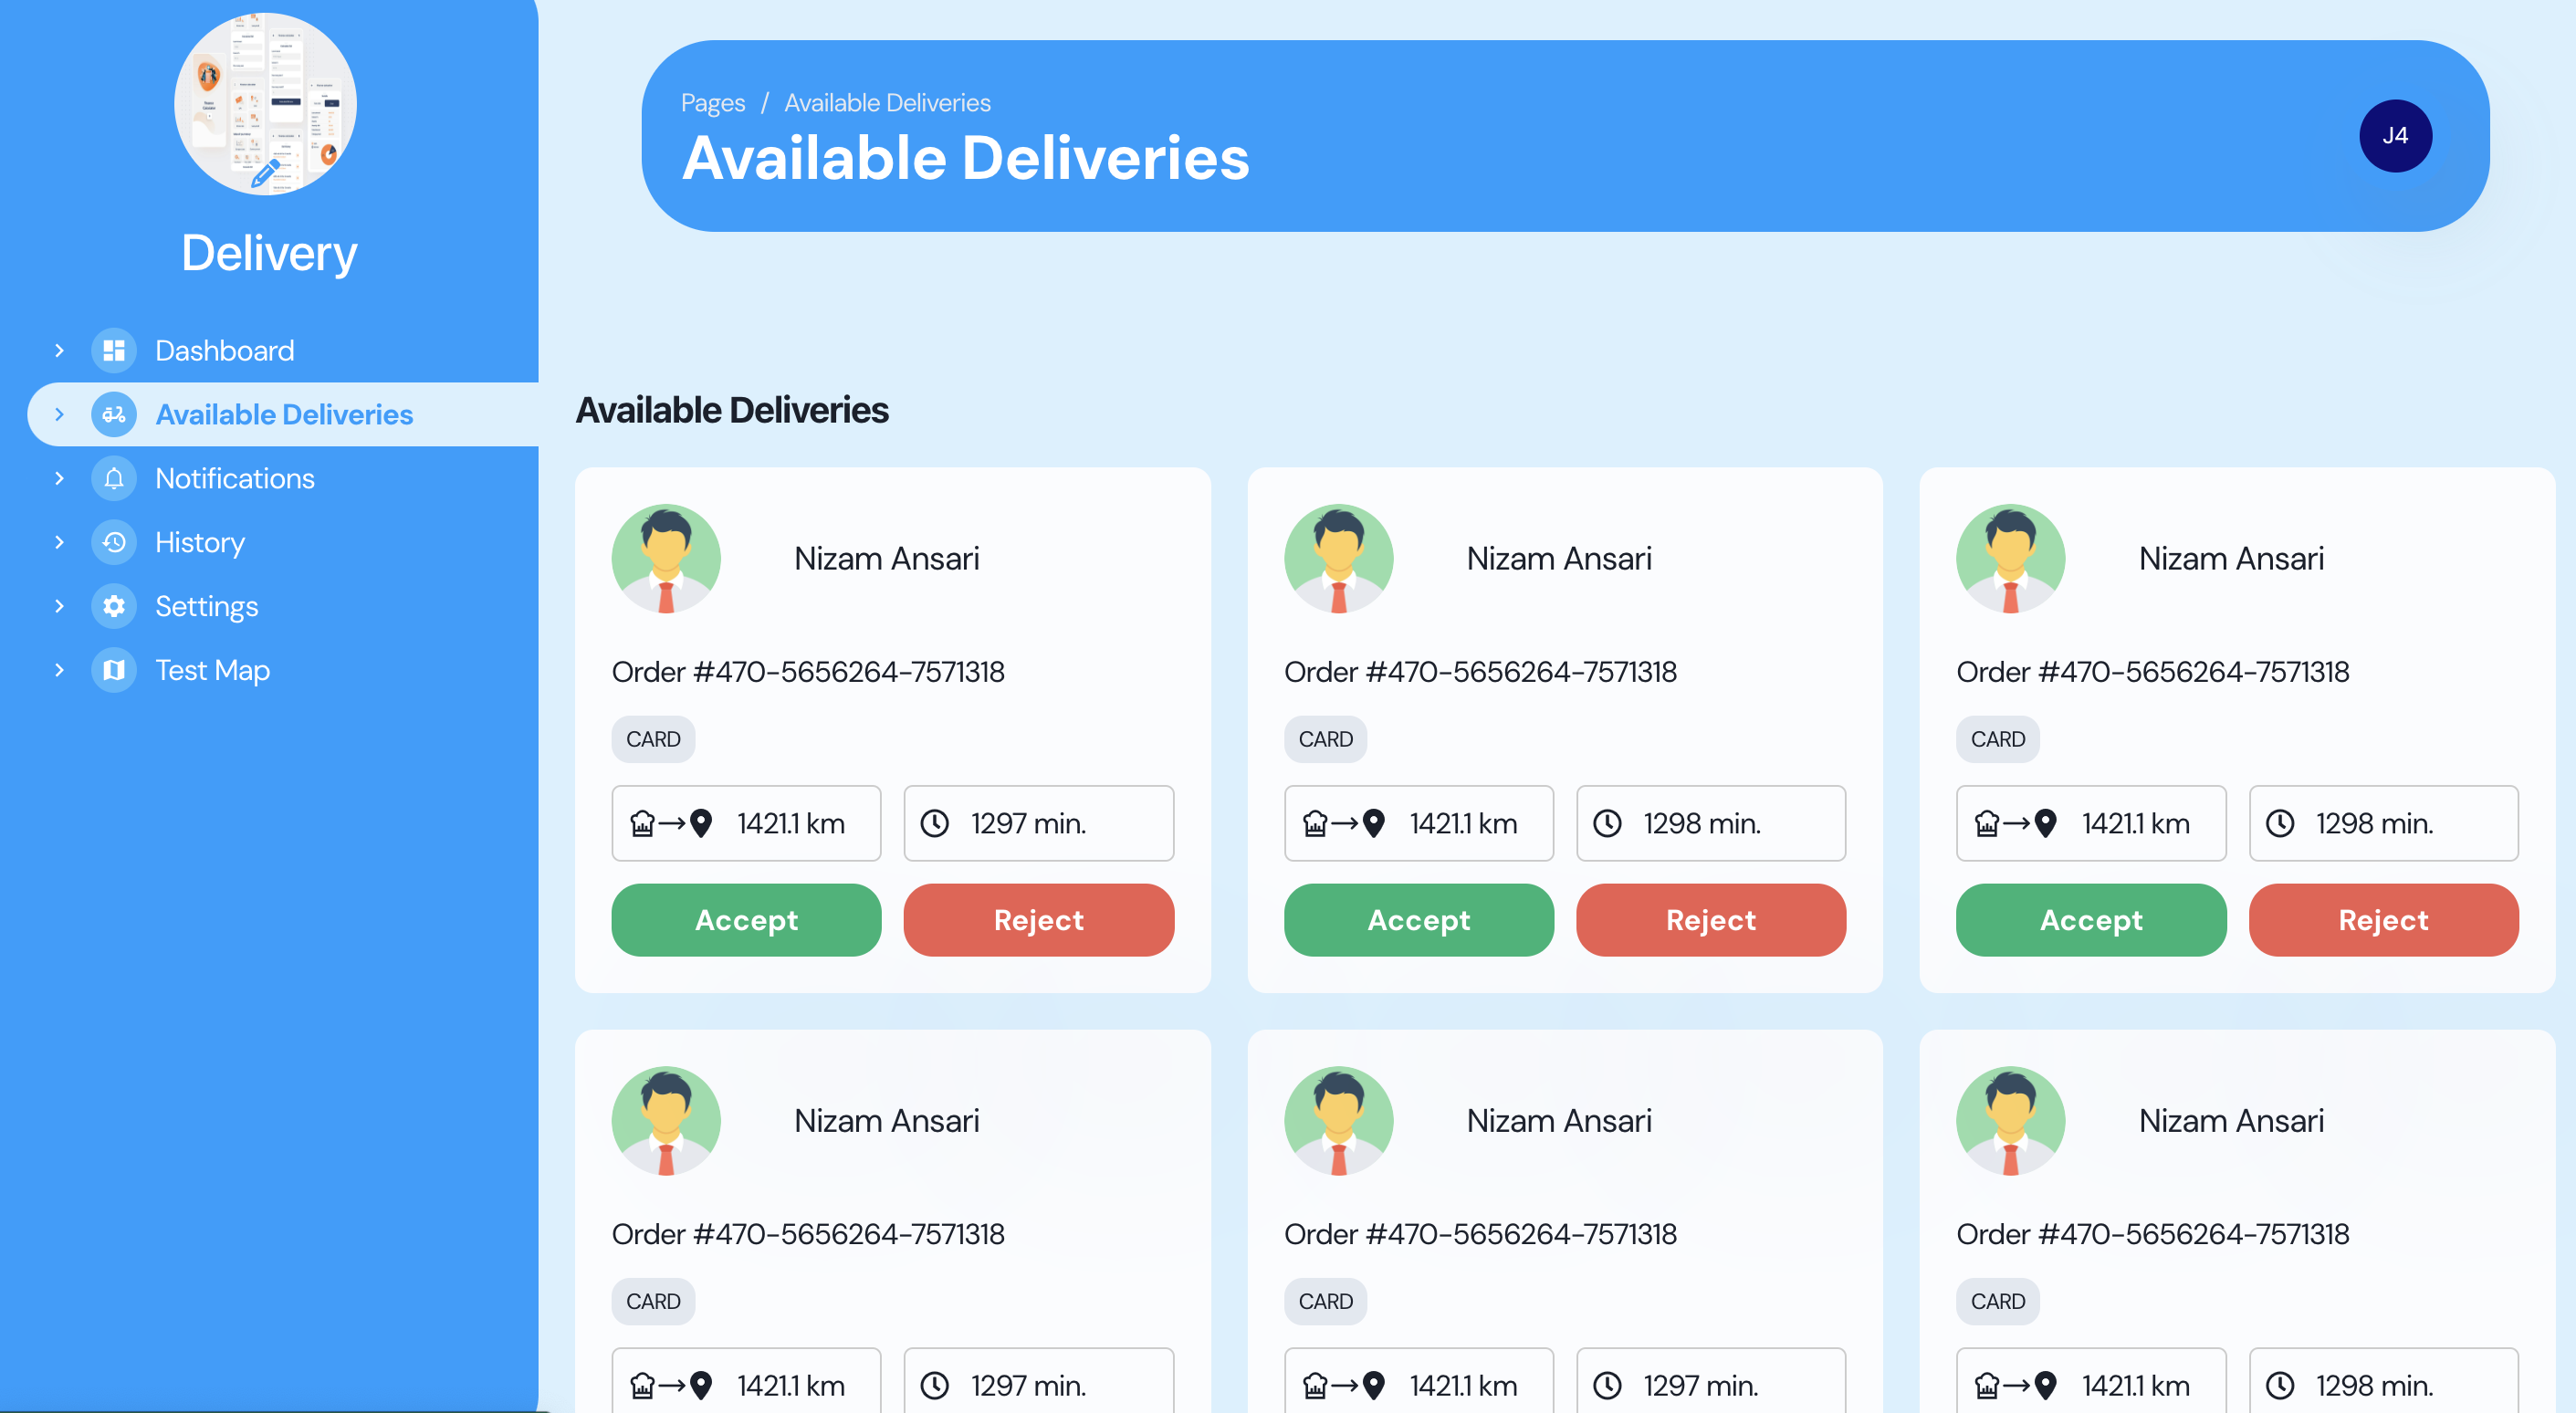 Delivery
Dashboard
Available Deliveries
Notifications
History
Settings
Test Map
Pages / Available Deliveries
Available Deliveries
J4
Available Deliveries
Nizam Ansari
Order #470-5656264-7571318
CARD
1421.1 km
1297 min.
Accept
Reject
Nizam Ansari
Order #470-5656264-7571318
CARD
1421.1 km
1298 min.
Accept
Reject
Nizam Ansari
Order #470-5656264-7571318
CARD
1421.1 km
1298 min.
Accept
Reject
Nizam Ansari
Order #470-5656264-7571318
CARD
1421.1 km
1297 min.
Nizam Ansari
Order #470-5656264-7571318
CARD
1421.1 km
1297 min.
Nizam Ansari
Order #470-5656264-7571318
CARD
1421.1 km
1298 min.